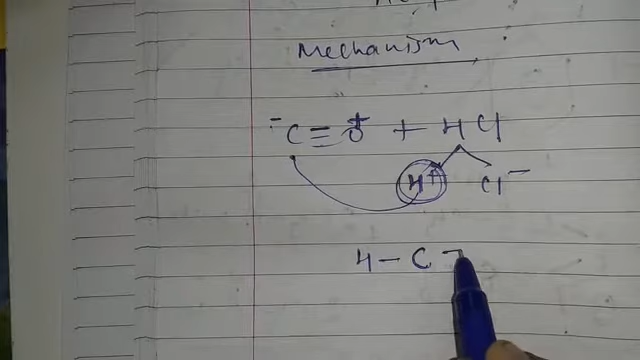 Mechanism
⁻C≡O⁺ + HCl
H⁺ Cl⁻
H-C